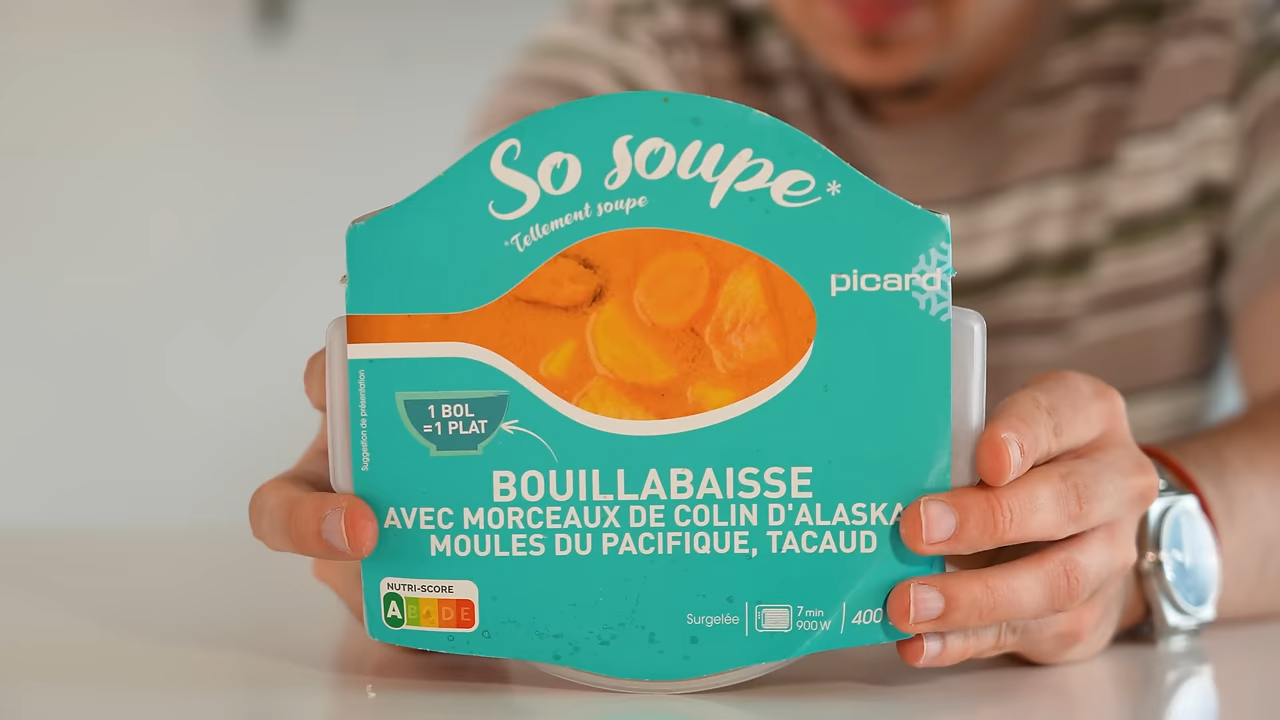 So soupe*
*Tellement soupe
picard
Suggestion de présentation
1 BOL
=1 PLAT
BOUILLABAISSE
AVEC MORCEAUX DE COLIN D'ALASKA
MOULES DU PACIFIQUE, TACAUD
NUTRI-SCORE
A B C D E
Surgelée
7 min
900 W
400